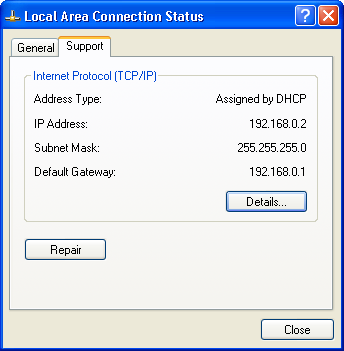 Local Area Connection Status
General Support
Internet Protocol (TCP/IP)
Address Type: Assigned by DHCP
IP Address: 192.168.0.2
Subnet Mask: 255.255.255.0
Default Gateway: 192.168.0.1
Details...
Repair
Close